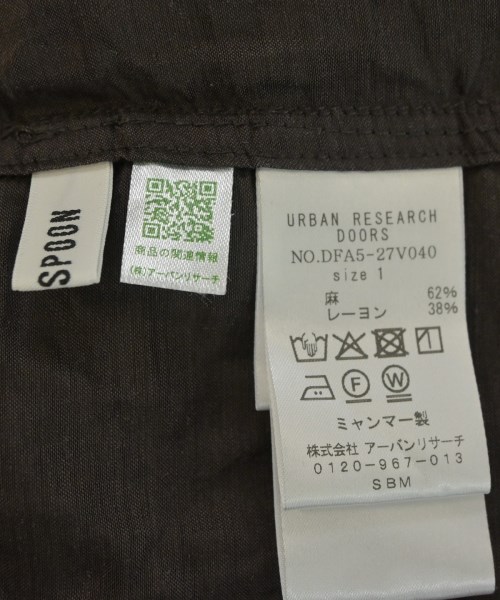 SPOON
商品の関連情報
(株)アーバンリサーチ
URBAN RESEARCH
DOORS
NO.DFA5-27V040
size 1
麻 62%
レーヨン 38%
F W
ミャンマー製
株式会社 アーバンリサーチ
0120-967-013
SBM